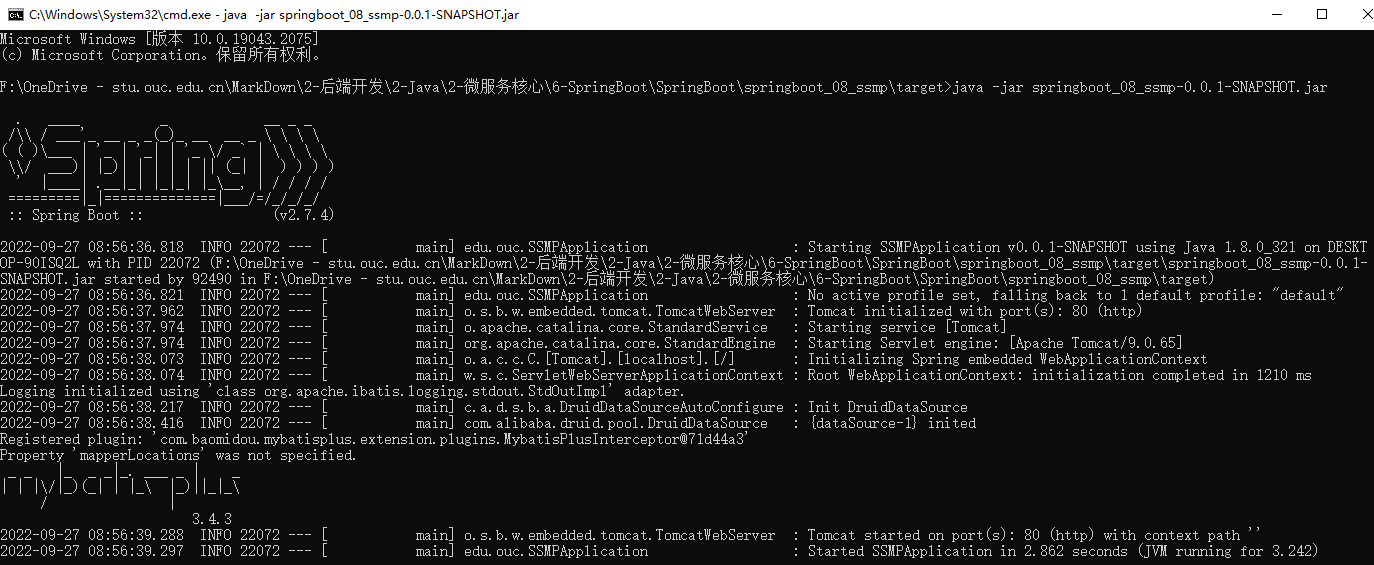 C:\Windows\System32\cmd.exe - java  -jar springboot_08_ssmp-0.0.1-SNAPSHOT.jar
Microsoft Windows [版本 10.0.19043.2075]
(c) Microsoft Corporation。保留所有权利。
F:\OneDrive - stu.ouc.edu.cn\MarkDown\2-后端开发\2-Java\2-微服务核心\6-SpringBoot\SpringBoot\springboot_08_ssmp\target>java -jar springboot_08_ssmp-0.0.1-SNAPSHOT.jar
Spring
 :: Spring Boot ::                (v2.7.4)
2022-09-27 08:56:36.818  INFO 22072 --- [           main] edu.ouc.SSMPApplication                  : Starting SSMPApplication v0.0.1-SNAPSHOT using Java 1.8.0_321 on DESKT
OP-90ISQ2L with PID 22072 (F:\OneDrive - stu.ouc.edu.cn\MarkDown\2-后端开发\2-Java\2-微服务核心\6-SpringBoot\SpringBoot\springboot_08_ssmp\target\springboot_08_ssmp-0.0.1-
SNAPSHOT.jar started by 92490 in F:\OneDrive - stu.ouc.edu.cn\MarkDown\2-后端开发\2-Java\2-微服务核心\6-SpringBoot\SpringBoot\springboot_08_ssmp\target)
2022-09-27 08:56:36.821  INFO 22072 --- [           main] edu.ouc.SSMPApplication                  : No active profile set, falling back to 1 default profile: "default"
2022-09-27 08:56:37.962  INFO 22072 --- [           main] o.s.b.w.embedded.tomcat.TomcatWebServer  : Tomcat initialized with port(s): 80 (http)
2022-09-27 08:56:37.974  INFO 22072 --- [           main] o.apache.catalina.core.StandardService   : Starting service [Tomcat]
2022-09-27 08:56:37.974  INFO 22072 --- [           main] org.apache.catalina.core.StandardEngine  : Starting Servlet engine: [Apache Tomcat/9.0.65]
2022-09-27 08:56:38.073  INFO 22072 --- [           main] o.a.c.c.C.[Tomcat].[localhost].[/]       : Initializing Spring embedded WebApplicationContext
2022-09-27 08:56:38.074  INFO 22072 --- [           main] w.s.c.ServletWebServerApplicationContext : Root WebApplicationContext: initialization completed in 1210 ms
Logging initialized using 'class org.apache.ibatis.logging.stdout.StdOutImpl' adapter.
2022-09-27 08:56:38.217  INFO 22072 --- [           main] c.a.d.s.b.a.DruidDataSourceAutoConfigure : Init DruidDataSource
2022-09-27 08:56:38.416  INFO 22072 --- [           main] com.alibaba.druid.pool.DruidDataSource   : {dataSource-1} inited
Registered plugin: 'com.baomidou.mybatisplus.extension.plugins.MybatisPlusInterceptor@71d44a3'
Property 'mapperLocations' was not specified.
mybatis plus
3.4.3
2022-09-27 08:56:39.288  INFO 22072 --- [           main] o.s.b.w.embedded.tomcat.TomcatWebServer  : Tomcat started on port(s): 80 (http) with context path ''
2022-09-27 08:56:39.297  INFO 22072 --- [           main] edu.ouc.SSMPApplication                  : Started SSMPApplication in 2.862 seconds (JVM running for 3.242)